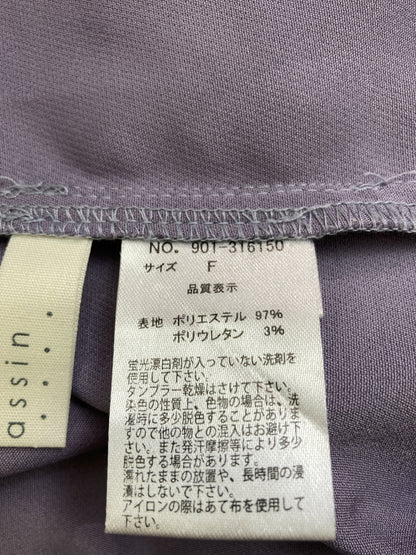 NO. 901-316150
サイズ F
品質表示
表地 ポリエステル 97%
ポリウレタン 3%
蛍光漂白剤が入っていない洗剤を
使用して下さい。
タンブラー乾燥はさけて下さい。
染色の性質上、色物の場合は、洗
濯時に多少脱色することがありま
すので他の物との混入はお避け下
さい。また発汗摩擦等により多少
脱色する場合があります。
濡れたままの放置や、長時間の浸
漬はしないで下さい。
アイロンの際はあて布を使用して
下さい。
assin